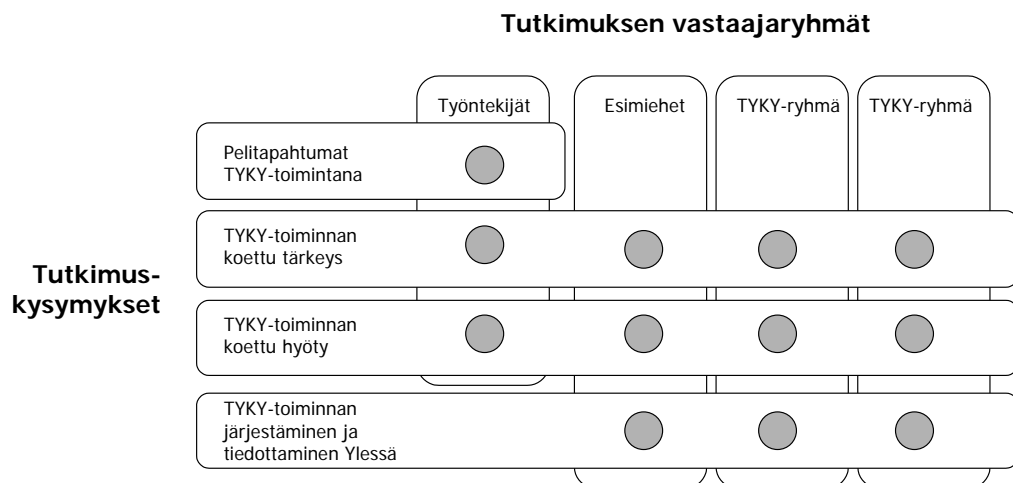 Tutkimuksen vastaajaryhmät
Työntekijät
Esimiehet
TYKY-ryhmä
TYKY-ryhmä
Pelitapahtumat
TYKY-toimintana
TYKY-toiminnan
koettu tärkeys
Tutkimus-
kysymykset
TYKY-toiminnan
koettu hyöty
TYKY-toiminnan
järjestäminen ja
tiedottaminen Ylessä